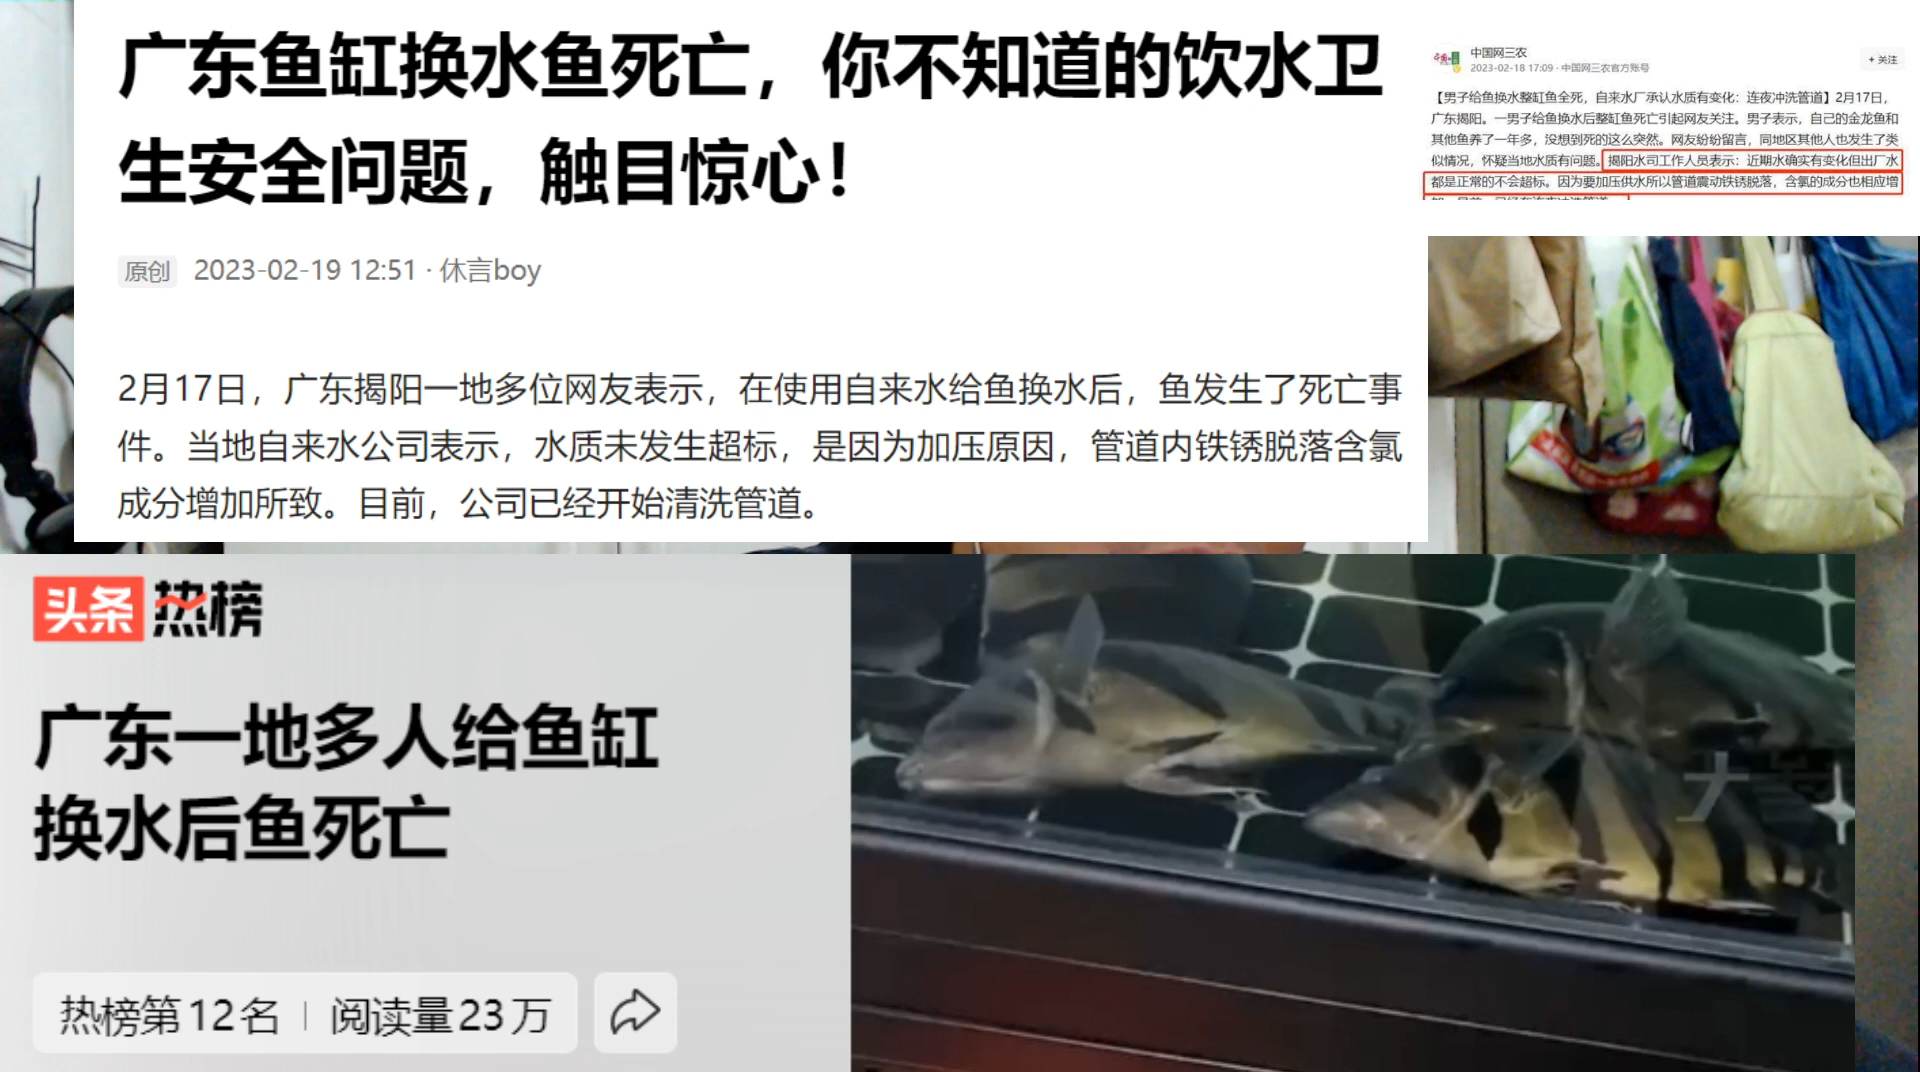 广东鱼缸换水鱼死亡，你不知道的饮水卫
生安全问题，触目惊心！
原创 2023-02-19 12:51 · 休言boy
2月17日，广东揭阳一地多位网友表示，在使用自来水给鱼换水后，鱼发生了死亡事
件。当地自来水公司表示，水质未发生超标，是因为加压原因，管道内铁锈脱落含氯
成分增加所致。目前，公司已经开始清洗管道。
中国网三农
2023-02-18 17:09 · 中国网三农官方账号
+ 关注
【男子给鱼换水整缸鱼全死，自来水厂承认水质有变化：连夜冲洗管道】2月17日，
广东揭阳。一男子给鱼换水后整缸鱼死亡引起网友关注。男子表示，自己的金龙鱼和
其他鱼养了一年多，没想到死的这么突然。网友纷纷留言，同地区其他人也发生了类
似情况，怀疑当地水质有问题。揭阳水司工作人员表示：近期水确实有变化但出厂水
都是正常的不会超标。因为要加压供水所以管道震动铁锈脱落，含氯的成分也相应增
头条热榜
广东一地多人给鱼缸
换水后鱼死亡
热榜第12名 | 阅读量23万